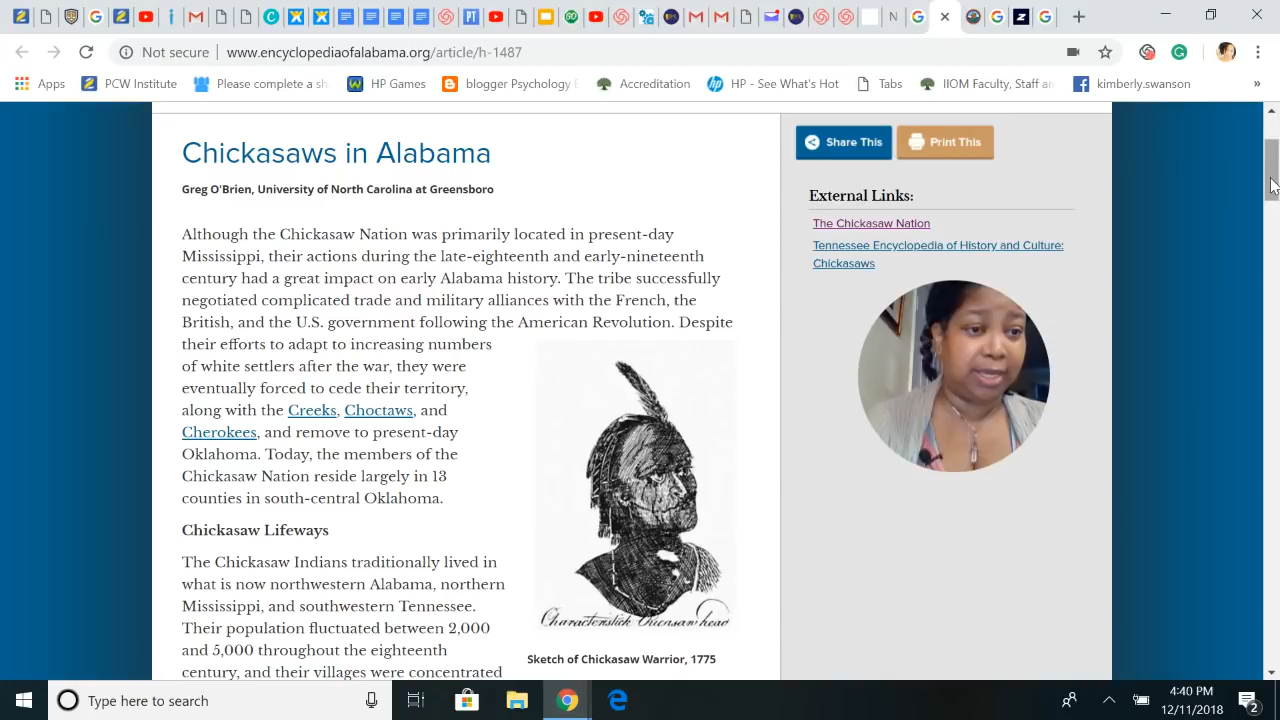 Not secure
www.encyclopediaofalabama.org/article/h-1487
Apps
PCW Institute
Please complete a sh
HP Games
blogger Psychology E
Accreditation
HP - See What's Hot
Tabs
IIOM Faculty, Staff an
kimberly.swanson
»
Chickasaws in Alabama
Greg O'Brien, University of North Carolina at Greensboro
Although the Chickasaw Nation was primarily located in present-day
Mississippi, their actions during the late-eighteenth and early-nineteenth
century had a great impact on early Alabama history. The tribe successfully
negotiated complicated trade and military alliances with the French, the
British, and the U.S. government following the American Revolution. Despite
their efforts to adapt to increasing numbers
of white settlers after the war, they were
eventually forced to cede their territory,
along with the Creeks, Choctaws, and
Cherokees, and remove to present-day
Oklahoma. Today, the members of the
Chickasaw Nation reside largely in 13
counties in south-central Oklahoma.
Chickasaw Lifeways
The Chickasaw Indians traditionally lived in
what is now northwestern Alabama, northern
Mississippi, and southwestern Tennessee.
Their population fluctuated between 2,000
and 5,000 throughout the eighteenth
century, and their villages were concentrated
Sketch of Chickasaw Warrior, 1775
Share This
Print This
External Links:
The Chickasaw Nation
Tennessee Encyclopedia of History and Culture:
Chickasaws
Type here to search
4:40 PM
12/11/2018
2